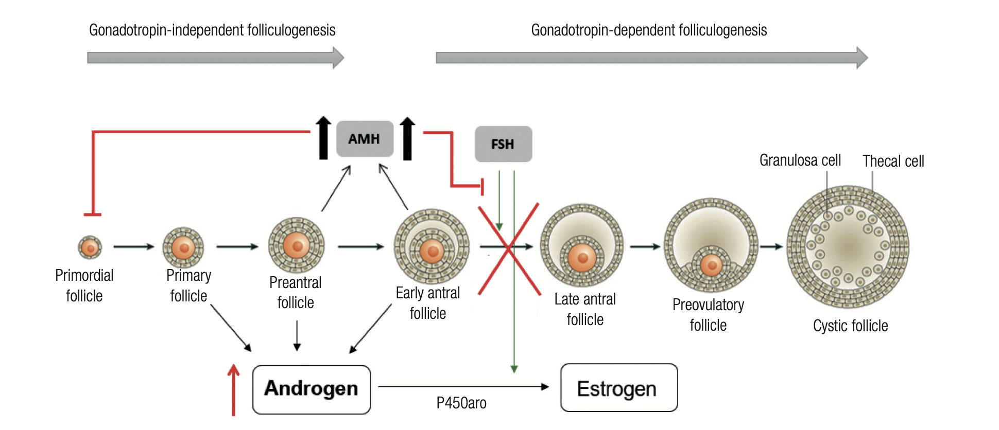 Gonadotropin-independent folliculogenesis
Gonadotropin-dependent folliculogenesis
AMH
FSH
Granulosa cell
Thecal cell
Primordial
follicle
Primary
follicle
Preantral
follicle
Early antral
follicle
Late antral
follicle
Preovulatory
follicle
Cystic follicle
Androgen
P450aro
Estrogen